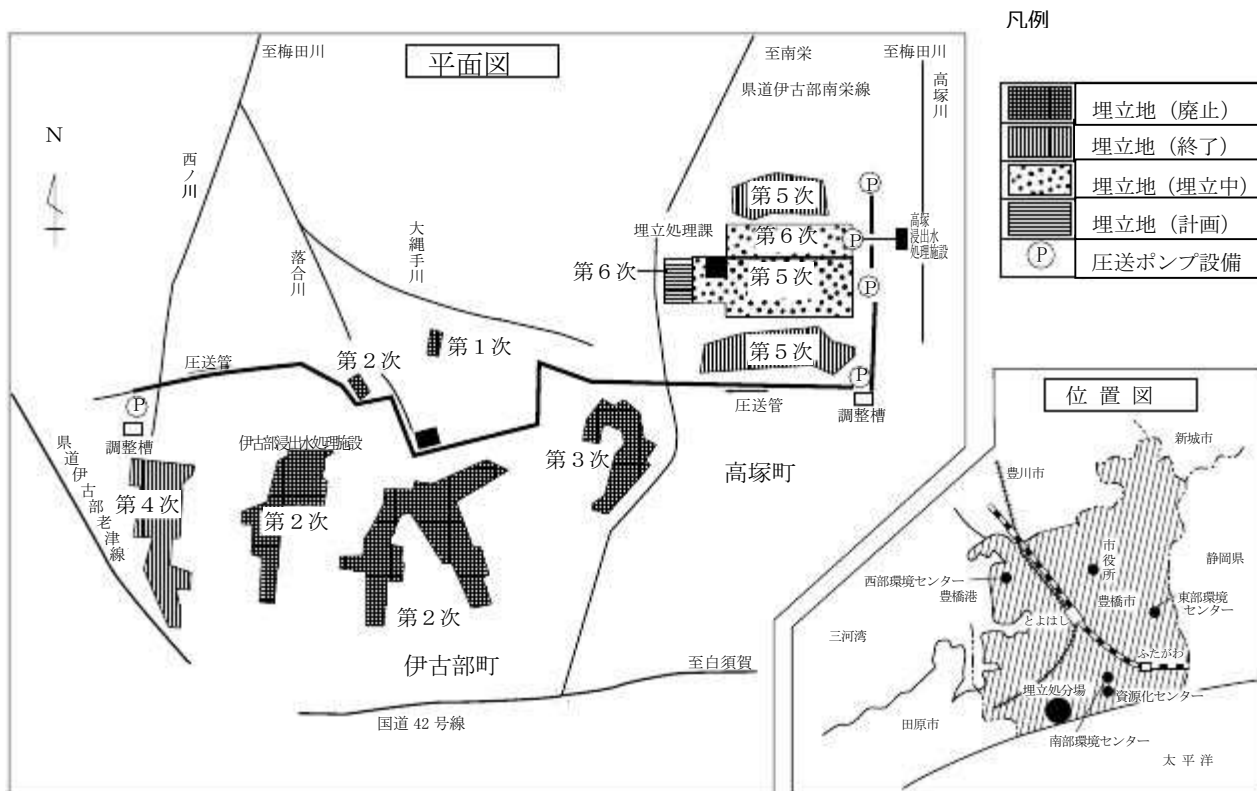 凡例
埋立地（廃止）
埋立地（終了）
埋立地（埋立中）
埋立地（計画）
P
圧送ポンプ設備
平面図
N
至梅田川
至南栄
至梅田川
県道伊古部南栄線
高塚川
西ノ川
落合川
大縄手川
第５次
埋立処理課
第６次
P
P
高塚
浸出水
処理施設
第６次
第５次
P
第５次
P
調整槽
圧送管
第１次
第２次
圧送管
P
調整槽
県道伊古部老津線
伊古部浸出水処理施設
第３次
高塚町
第４次
第２次
第２次
伊古部町
至白須賀
国道 42 号線
位置図
新城市
豊川市
静岡県
市役所
西部環境センター
豊橋港
豊橋市
東部環境
センター
とよはし
三河湾
ふたがわ
埋立処分場
資源化センター
田原市
南部環境センター
太平洋